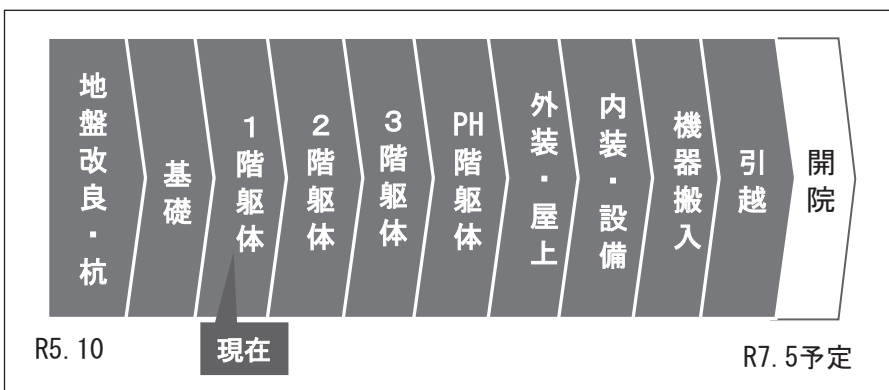 地盤改良・杭
基礎
1階躯体
2階躯体
3階躯体
PH階躯体
外装・屋上
内装・設備
機器搬入
引越
開院
R5.10
現在
R7.5予定